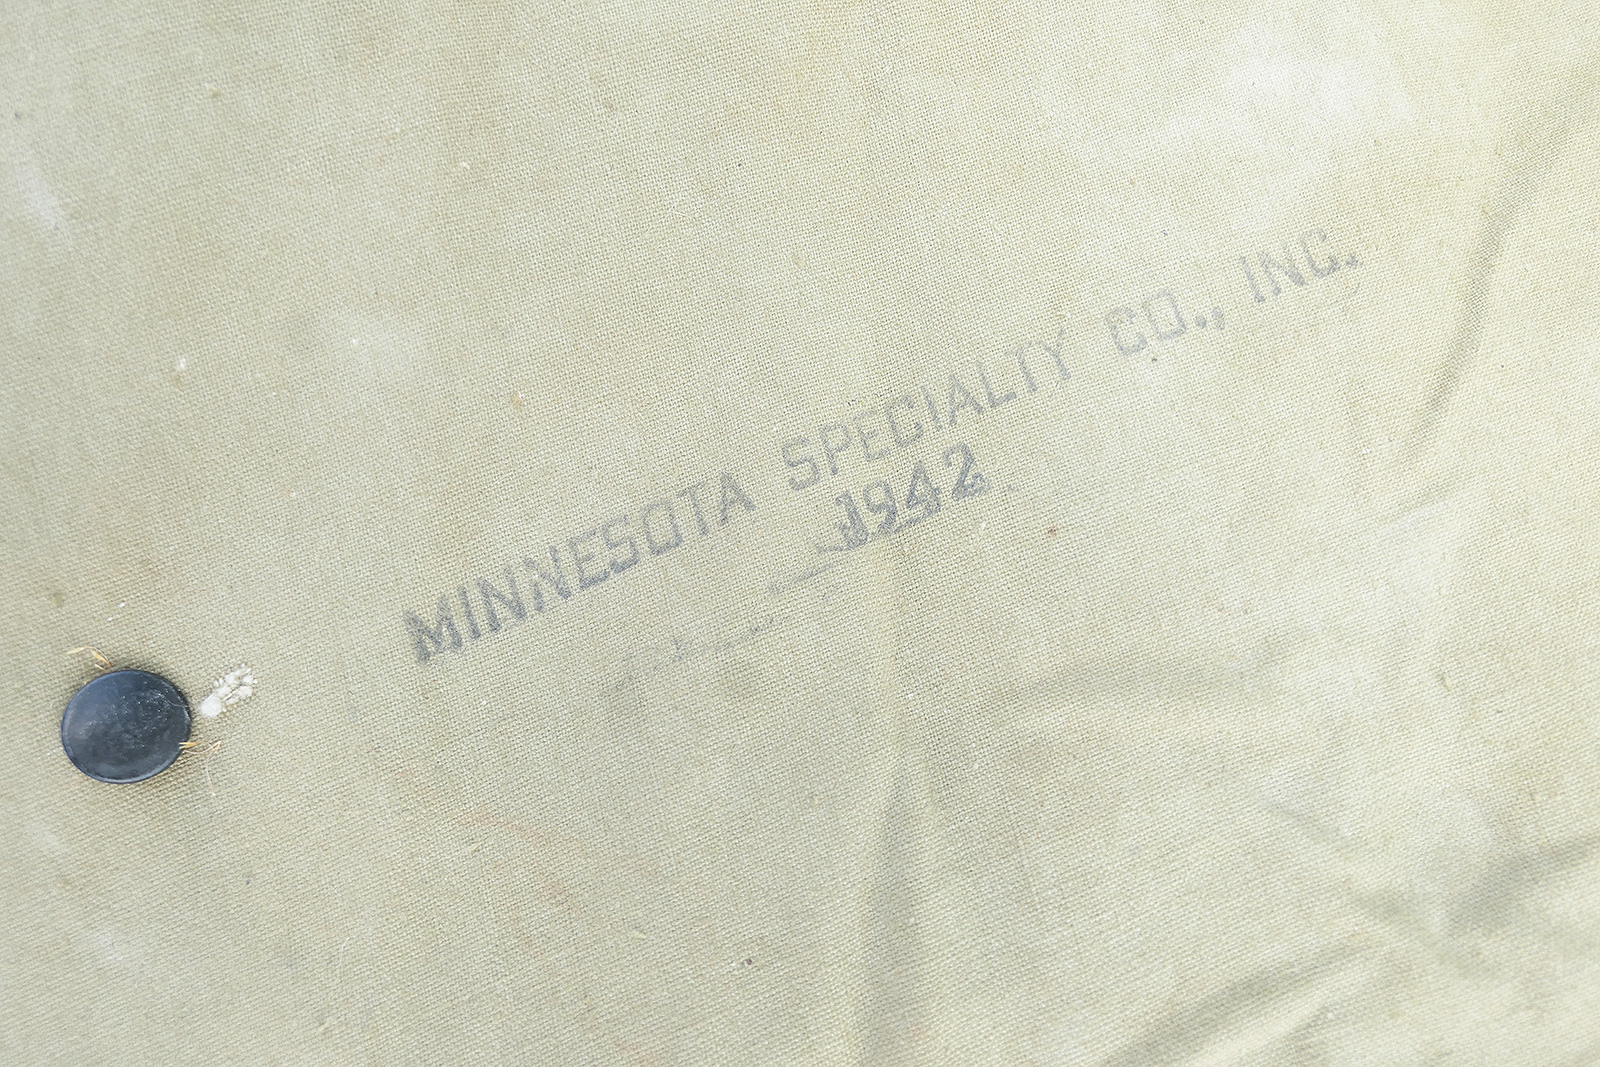 MINNESOTA SPECIALTY CO., INC.
1942